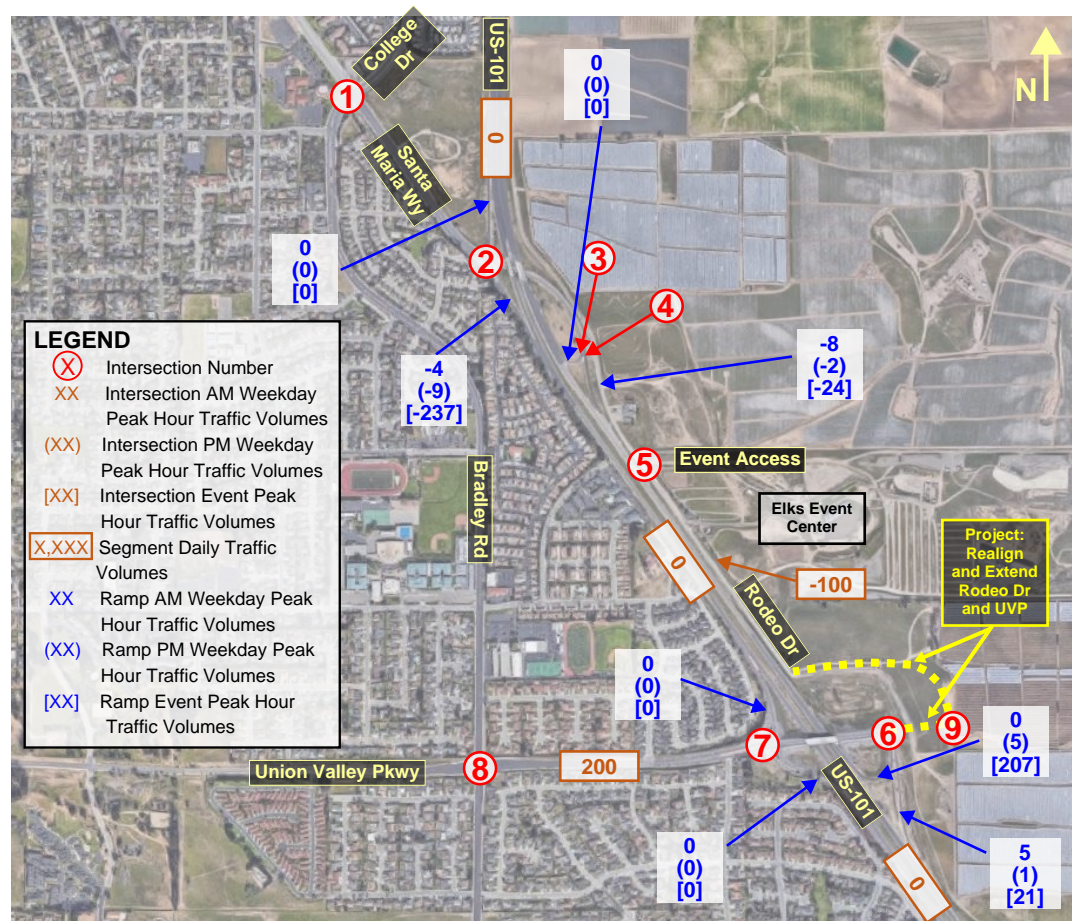 College
Dr
US-101
0
(0)
[0]
N
1
0
Santa
Maria Wy
0
(0)
[0]
2
3
4
-4
(-9)
[-237]
-8
(-2)
[-24]
LEGEND
X Intersection Number
XX Intersection AM Weekday
Peak Hour Traffic Volumes
(XX) Intersection PM Weekday
Peak Hour Traffic Volumes
[XX] Intersection Event Peak
Hour Traffic Volumes
X,XXX Segment Daily Traffic
Volumes
XX Ramp AM Weekday Peak
Hour Traffic Volumes
(XX) Ramp PM Weekday Peak
Hour Traffic Volumes
[XX] Ramp Event Peak Hour
Traffic Volumes
Bradley Rd
5
Event Access
Elks Event
Center
0
-100
Project:
Realign
and Extend
Rodeo Dr
and UVP
Rodeo Dr
0
(0)
[0]
7
6
9
0
(5)
[207]
Union Valley Pkwy
8
200
US-101
0
(0)
[0]
0
5
(1)
[21]